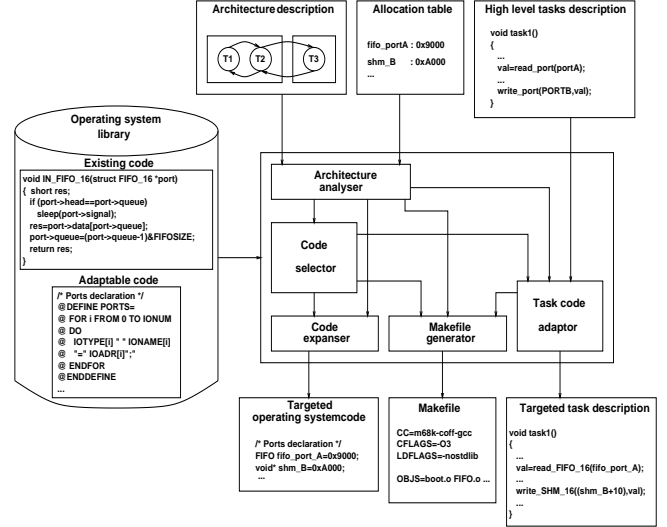 Architecture description
T1 T2 T3
Allocation table
fifo_portA : 0x9000
shm_B : 0xA000
...
High level tasks description
void task1()
{
...
val=read_port(portA);
...
write_port(PORTB,val);
}
Operating system
library
Existing code
void IN_FIFO_16(struct FIFO_16 *port)
{ short res;
if (port->head==port->queue)
sleep(port->signal);
res=port->data[port->queue];
port->queue=(port->queue-1)&FIFOSIZE;
return res;
}
Adaptable code
/* Ports declaration */
@DEFINE PORTS=
@ FOR i FROM 0 TO IONUM
@ DO
@ IOTYPE[i] " " IONAME[i]
@ "=" IOADR[i]";"
@ ENDFOR
@ENDDEFINE
...
Architecture
analyser
Code
selector
Code
expanser
Makefile
generator
Task code
adaptor
Targeted
operating systemcode
/* Ports declaration */
FIFO fifo_port_A=0x9000;
void* shm_B=0xA000;
...
Makefile
CC=m68k-coff-gcc
CFLAGS=-O3
LDFLAGS=-nostdlib
OBJS=boot.o FIFO.o ...
Targeted task description
void task1()
{
...
val=read_FIFO_16(fifo_port_A);
...
write_SHM_16((shm_B+10),val);
...
}